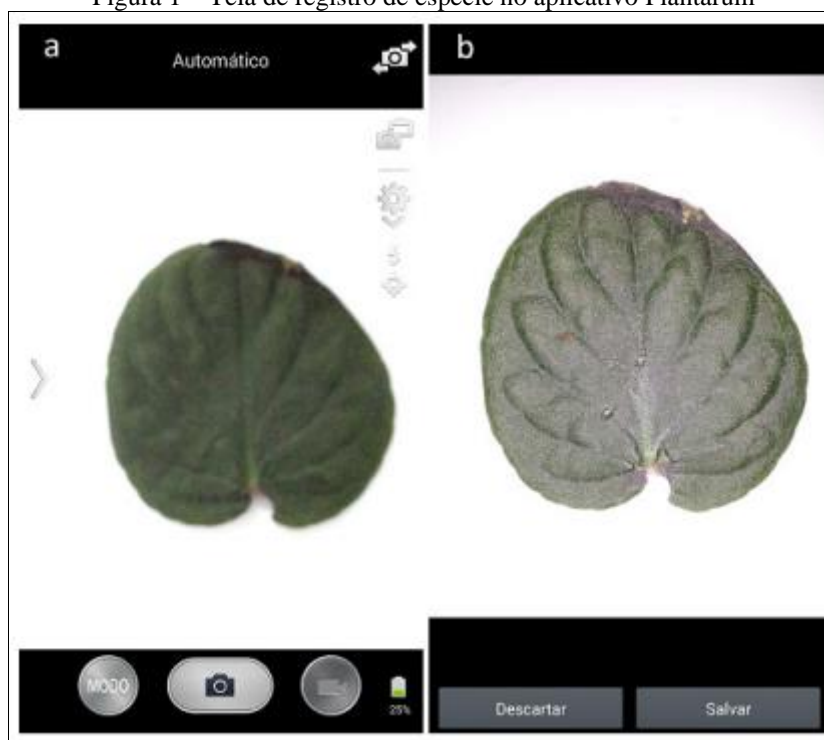 Figura 1 – Tela de registro de espécie no aplicativo Plantarum
a
Automático
b
MODO
25%
Descartar
Salvar